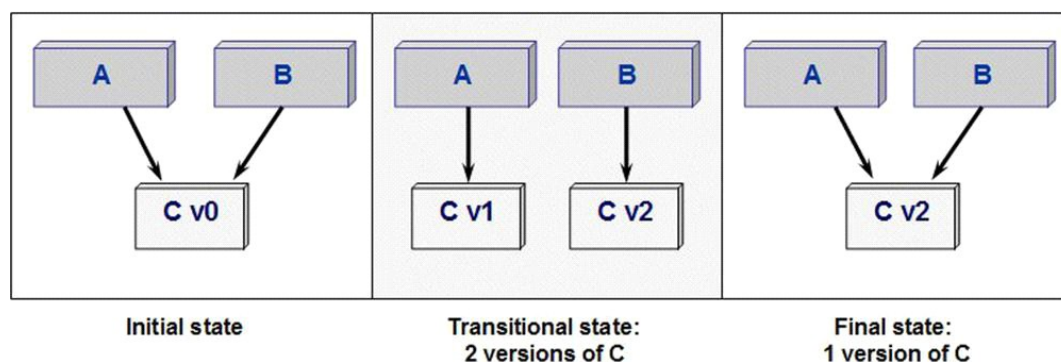 A
B
C v0
A
B
C v1
C v2
A
B
C v2
Initial state
Transitional state:
2 versions of C
Final state:
1 version of C